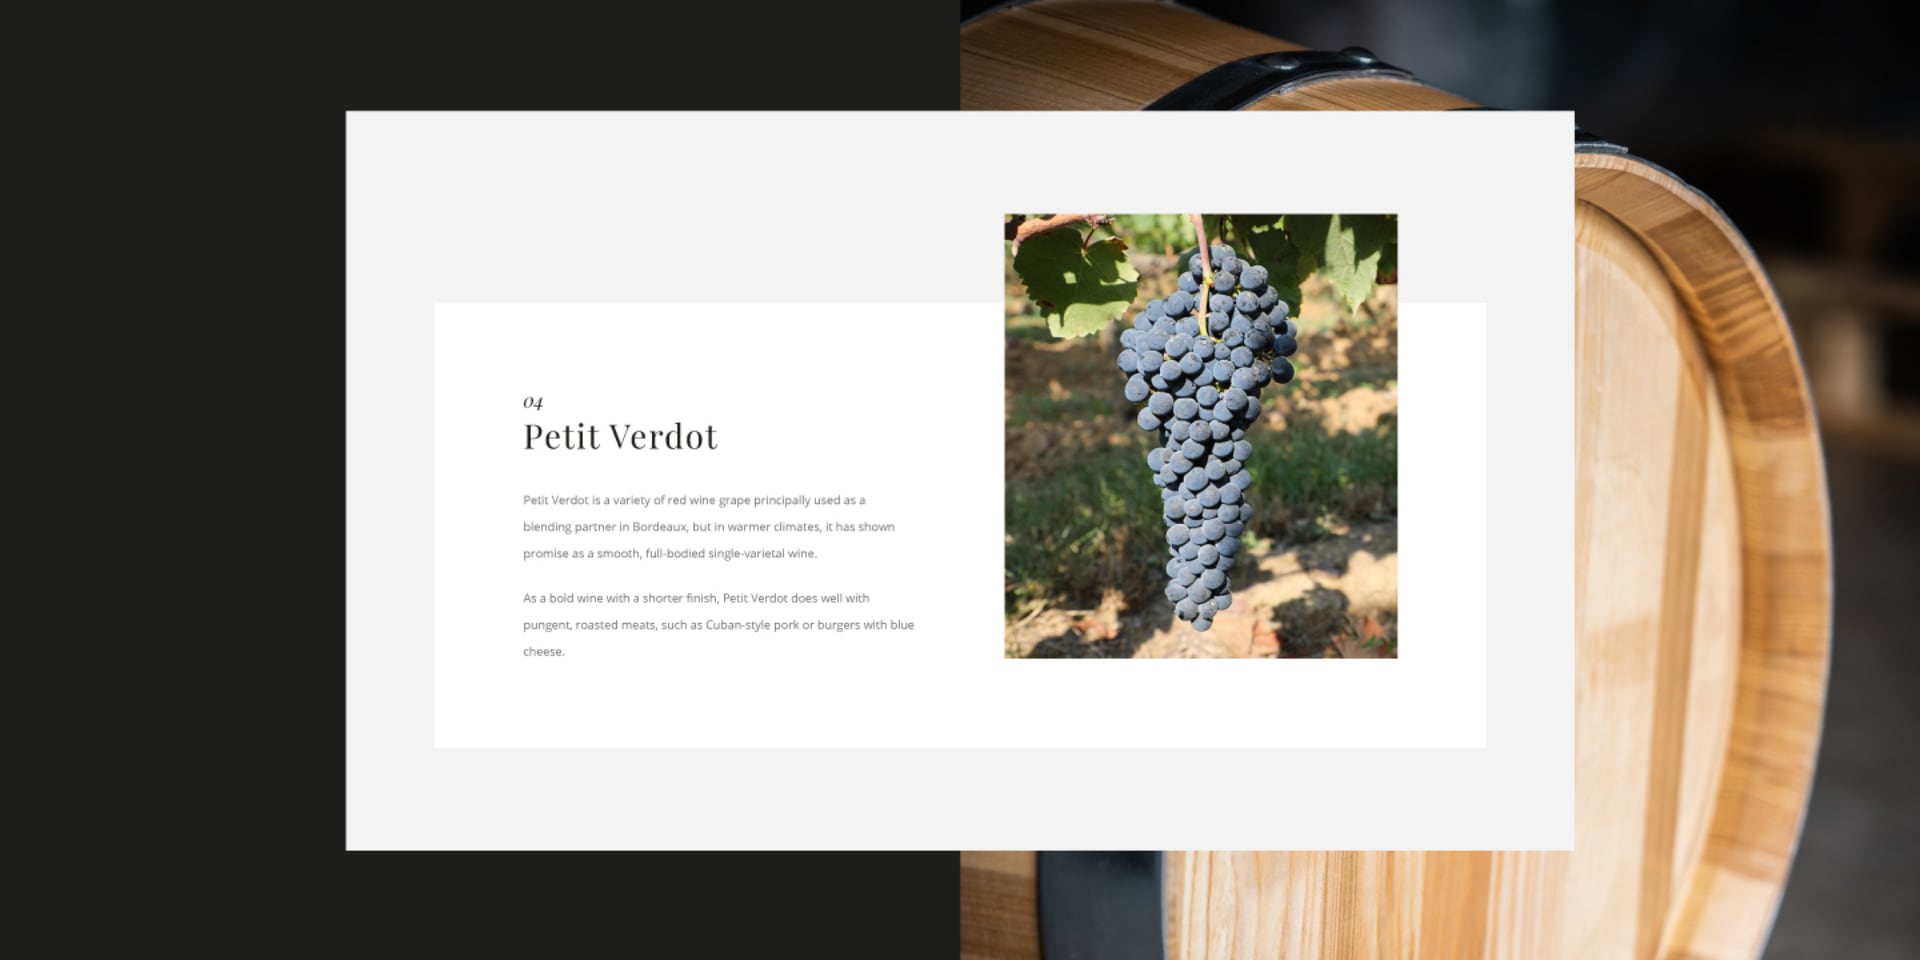 04
Petit Verdot
Petit Verdot is a variety of red wine grape principally used as a
blending partner in Bordeaux, but in warmer climates, it has shown
promise as a smooth, full-bodied single-varietal wine.
As a bold wine with a shorter finish, Petit Verdot does well with
pungent, roasted meats, such as Cuban-style pork or burgers with blue
cheese.